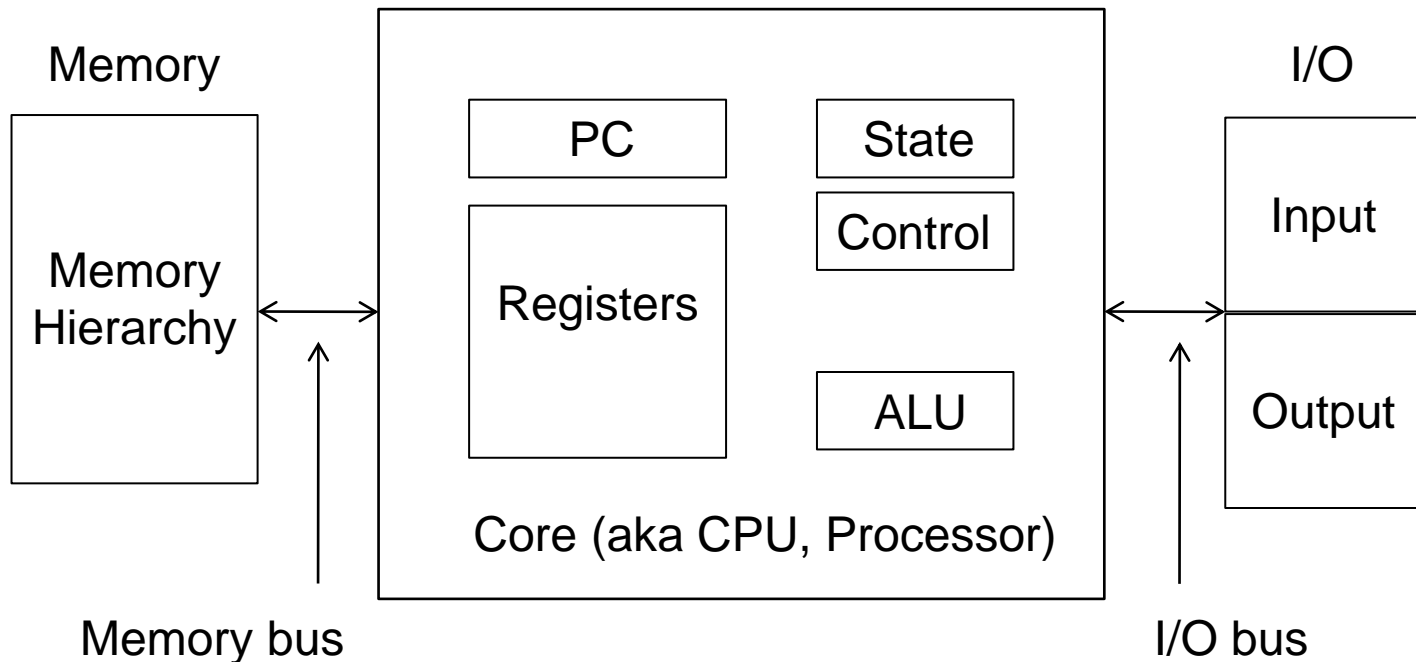 Memory
I/O
PC
State
Control
Input
Memory
Hierarchy
Registers
ALU
Output
Core (aka CPU, Processor)
Memory bus
I/O bus